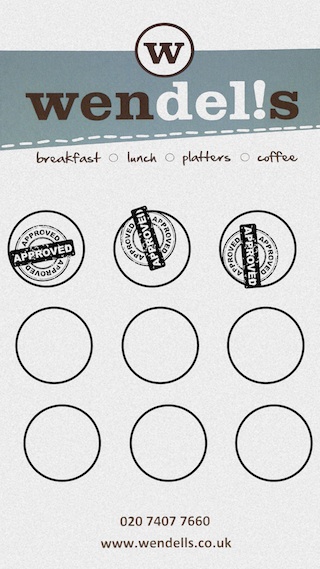 W
wendel!s
breakfast ○ lunch ○ platters ○ coffee
APPROVED APPROVED APPROVED
APPROVED APPROVED APPROVED
APPROVED APPROVED APPROVED
020 7407 7660
www.wendells.co.uk